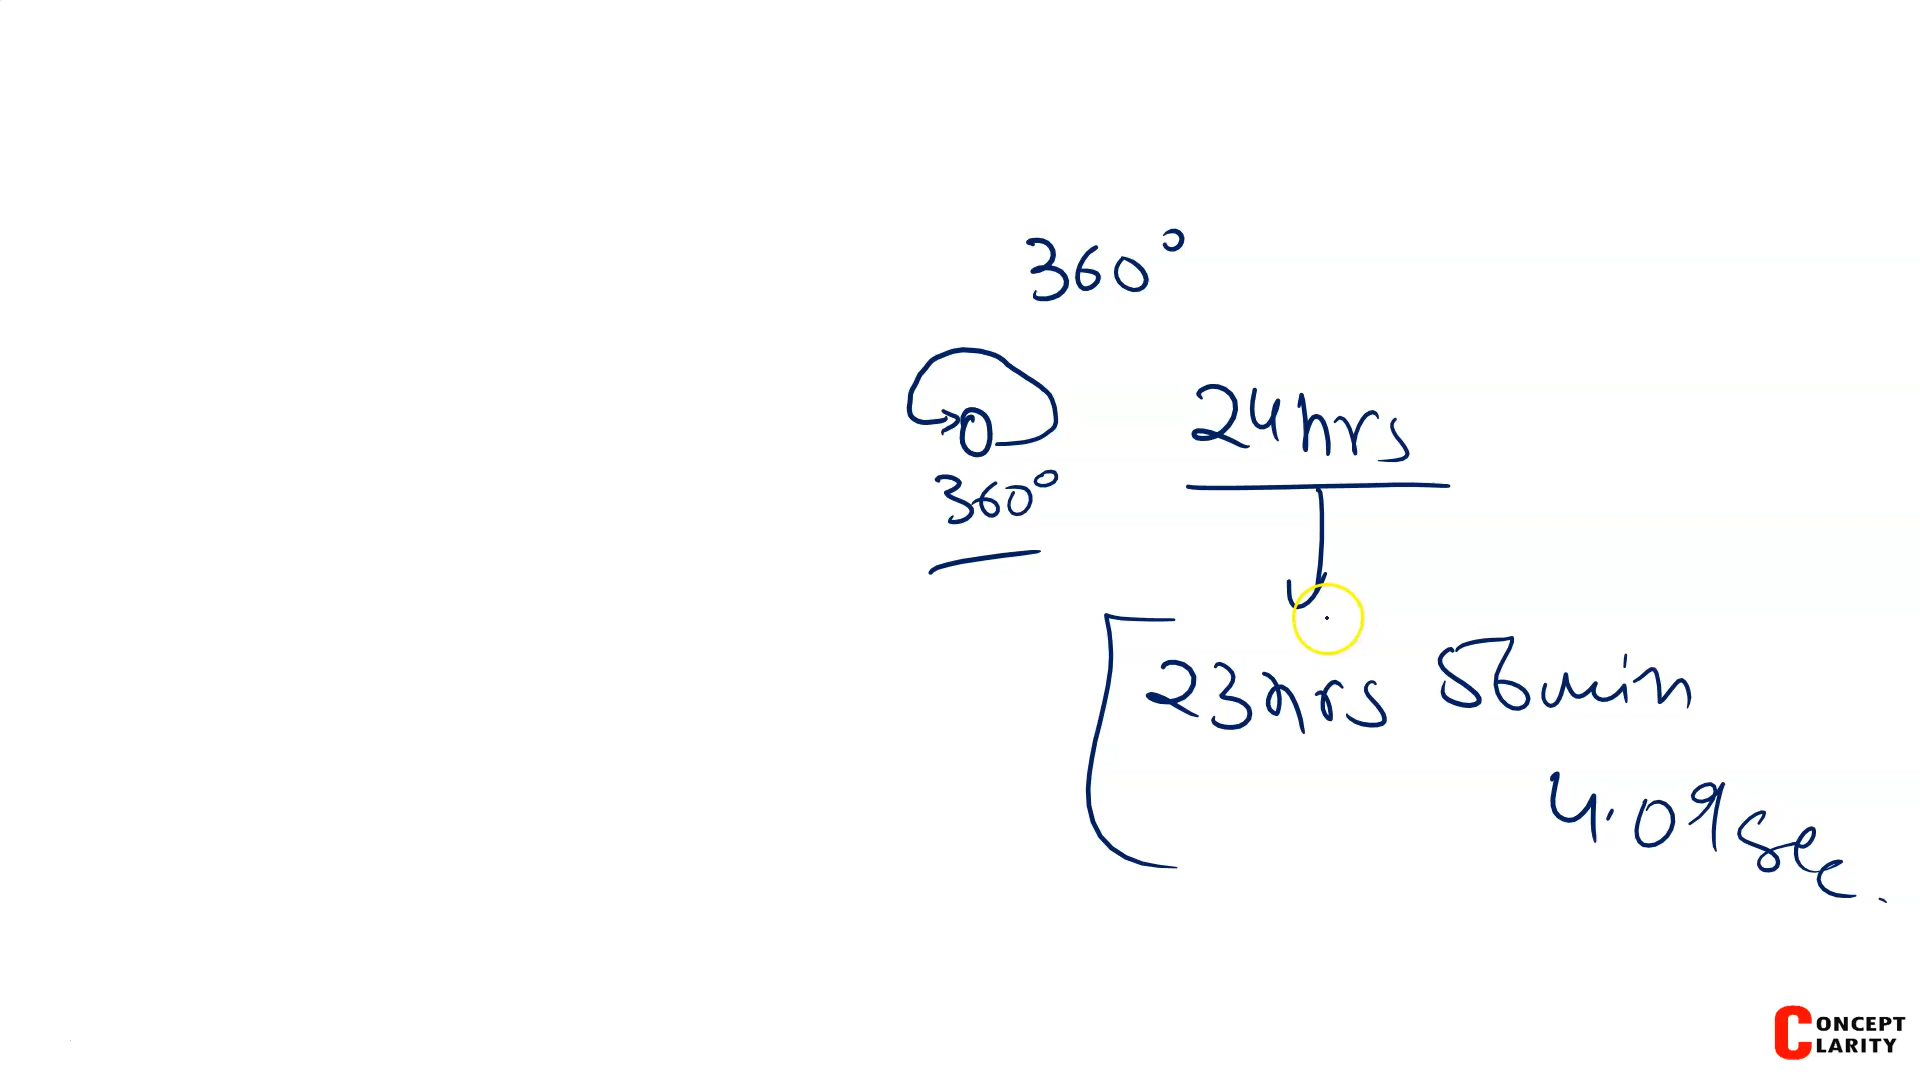 360°
24hrs
360°
23hrs 56min
4.09sec.
CONCEPT
CLARITY